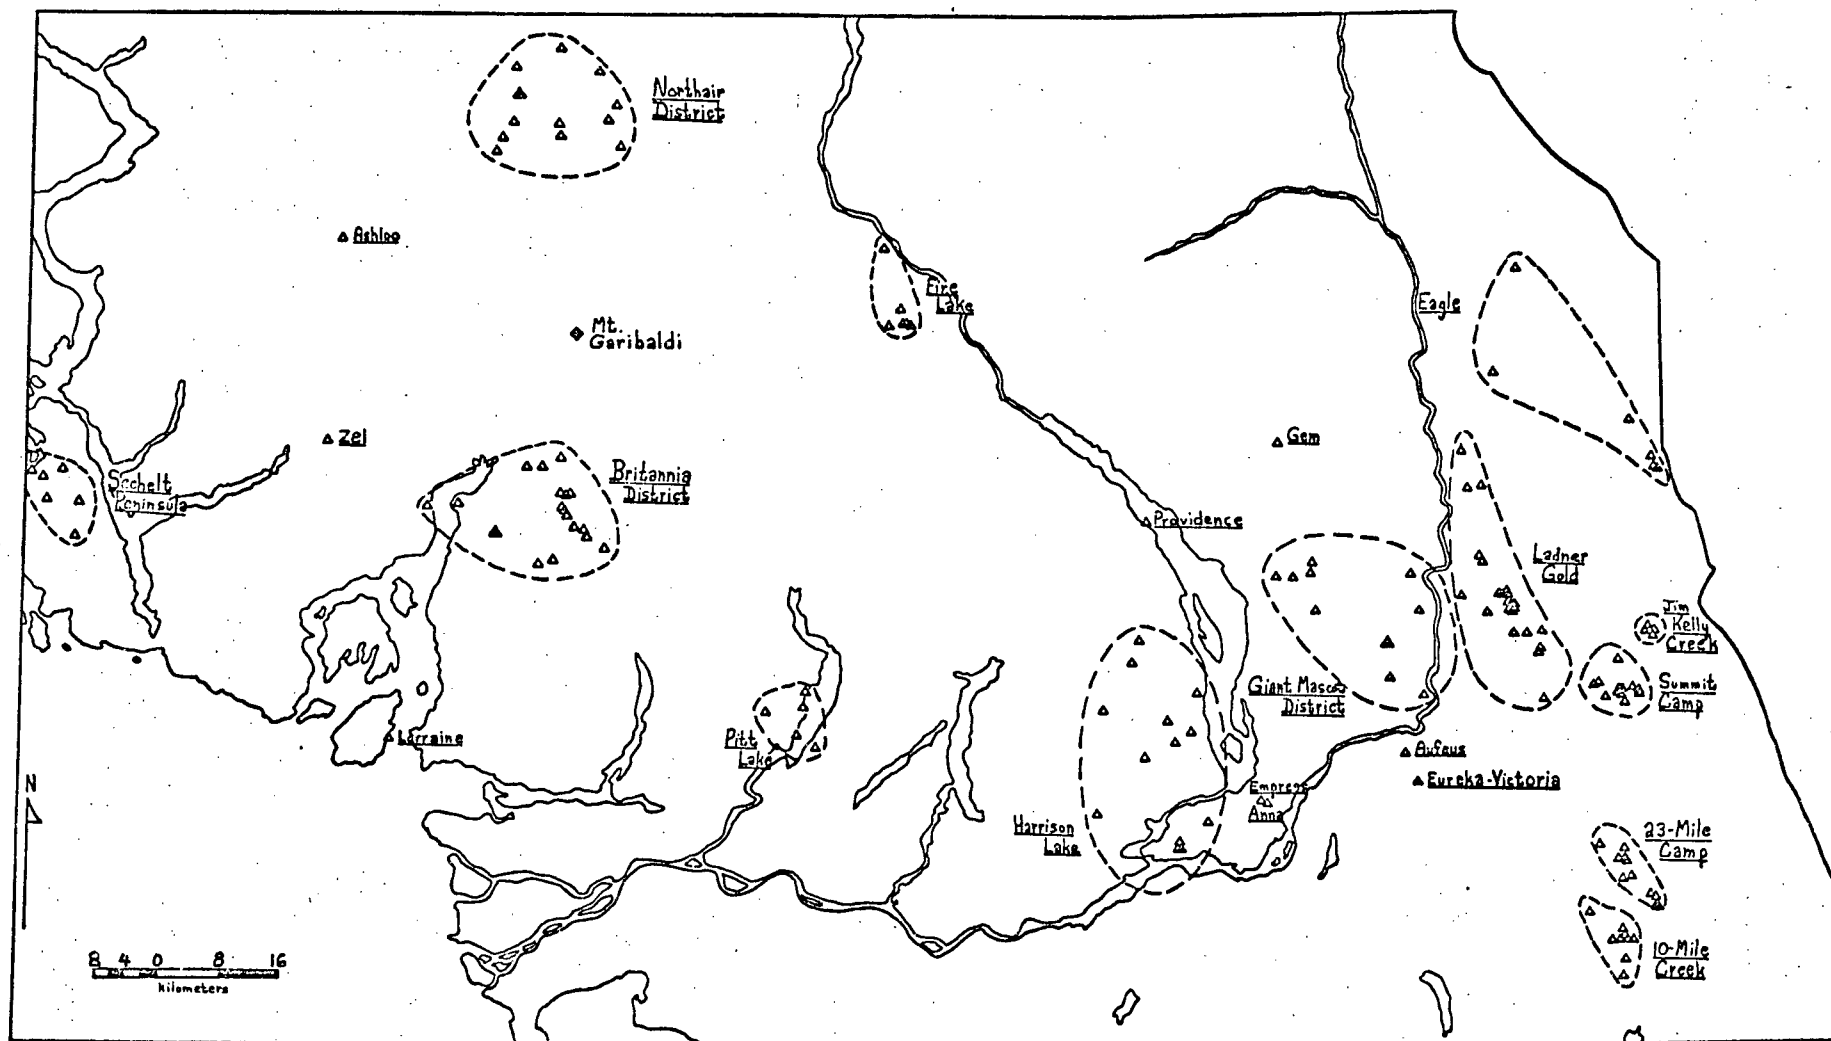 Northair
District
Ashloo
Fire
Lake
Eagle
Mt.
Garibaldi
Zel
Gem
Sechelt
Peninsula
Britannia
District
Providence
Ladner
Gold
Jim
Kelly
Creek
Giant Mascot
District
Summit
Camp
Lorraine
Pitt
Lake
Aufeus
Eureka-Victoria
N
Empress
Anna
Harrison
Lake
23-Mile
Camp
10-Mile
Creek
8 4 0 8 16
kilometers